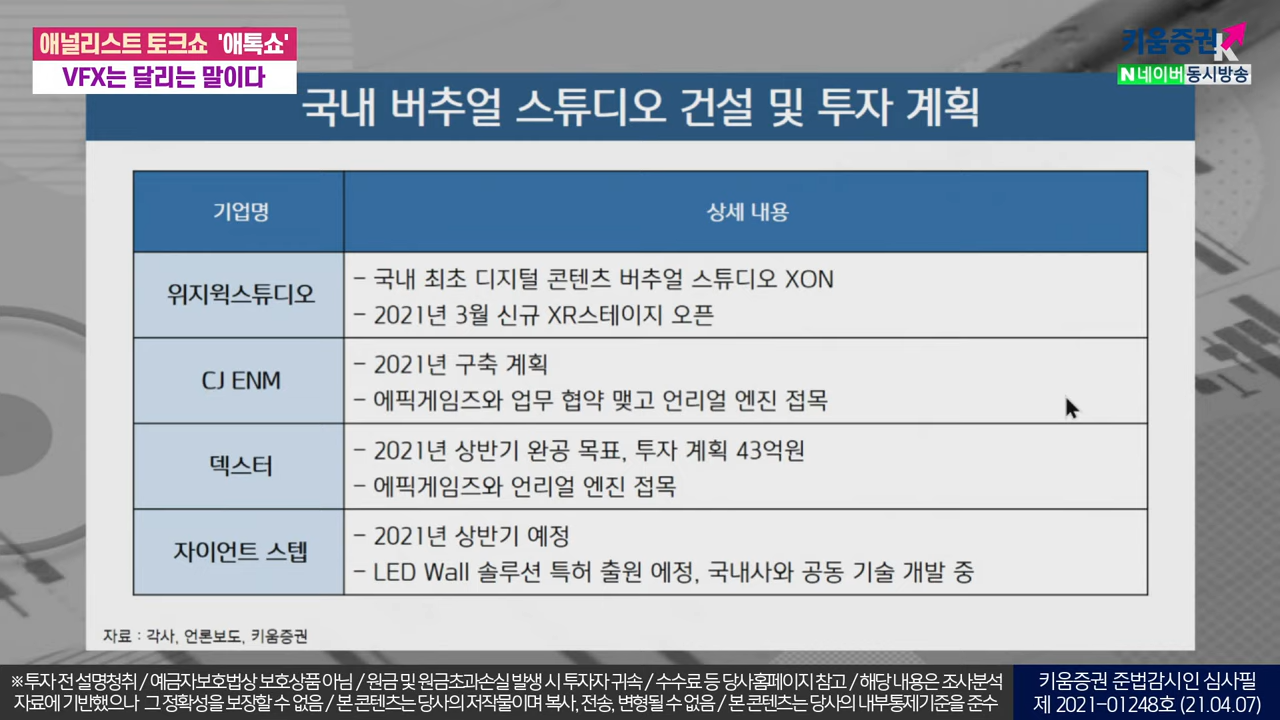 애널리스트 토크쇼 '애톡쇼'
VFX는 달리는 말이다
키움증권
N네이버 동시방송
국내 버추얼 스튜디오 건설 및 투자 계획
기업명
상세 내용
위지윅스튜디오
– 국내 최초 디지털 콘텐츠 버추얼 스튜디오 XON
– 2021년 3월 신규 XR스테이지 오픈
CJ ENM
– 2021년 구축 계획
– 에픽게임즈와 업무 협약 맺고 언리얼 엔진 접목
덱스터
– 2021년 상반기 완공 목표, 투자 계획 43억원
– 에픽게임즈와 언리얼 엔진 접목
자이언트 스텝
– 2021년 상반기 예정
– LED Wall 솔루션 특허 출원 예정, 국내사와 공동 기술 개발 중
자료 : 각사, 언론보도, 키움증권
※투자 전 설명청취 / 예금자보호법상 보호상품 아님 / 원금 및 원금초과손실 발생 시 투자자 귀속 / 수수료 등 당사홈페이지 참고 / 해당 내용은 조사분석
자료에 기반했으나 그 정확성을 보장할 수 없음 / 본 콘텐츠는 당사의 저작물이며 복사, 전송, 변형될 수 없음 / 본 콘텐츠는 당사의 내부통제기준을 준수
키움증권 준법감시인 심사필
제 2021-01248호 (21.04.07)